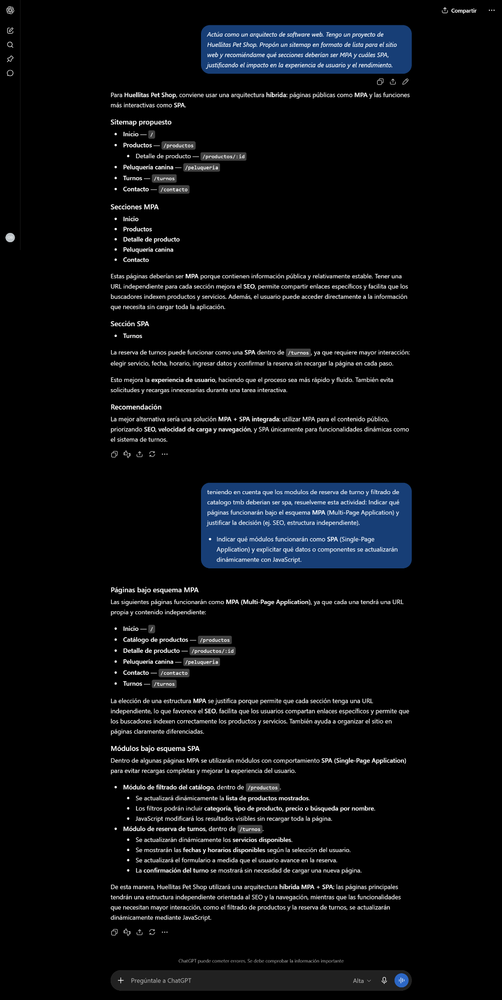 Compartir
Actúa como un arquitecto de software web. Tengo un proyecto de
Huellitas Pet Shop. Propón un sitemap en formato de lista para el sitio
web y recomiéndame qué secciones deberían ser MPA y cuáles SPA,
justificando el impacto en la experiencia de usuario y el rendimiento.
Para Huellitas Pet Shop, conviene usar una arquitectura híbrida: páginas públicas como MPA y las funciones
más interactivas como SPA.
Sitemap propuesto
• Inicio — /
• Productos — /productos
• Detalle de producto — /productos/:id
• Peluquería canina — /peluqueria
• Turnos — /turnos
• Contacto — /contacto
Secciones MPA
• Inicio
• Productos
• Detalle de producto
• Peluquería canina
• Contacto
OB
Estas páginas deberían ser MPA porque contienen información pública y relativamente estable. Tener una
URL independiente para cada sección mejora el SEO, permite compartir enlaces específicos y facilita que los
buscadores indexen productos y servicios. Además, el usuario puede acceder directamente a la información
que necesita sin cargar toda la aplicación.
Sección SPA
• Turnos
La reserva de turnos puede funcionar como una SPA dentro de /turnos, ya que requiere mayor interacción:
elegir servicio, fecha, horario, ingresar datos y confirmar la reserva sin recargar la página en cada paso.
Esto mejora la experiencia de usuario, haciendo que el proceso sea más rápido y fluido. También evita
solicitudes y recargas innecesarias durante una tarea interactiva.
Recomendación
La mejor alternativa sería una solución MPA + SPA integrada: utilizar MPA para el contenido público,
priorizando SEO, velocidad de carga y navegación, y SPA únicamente para funcionalidades dinámicas como
el sistema de turnos.
teniendo en cuenta que los modulos de reserva de turno y filtrado de
catalogo tmb deberian ser spa, resuelveme esta actividad: Indicar qué
páginas funcionarán bajo el esquema MPA (Multi-Page Application) y
justificar la decisión (ej. SEO, estructura independiente).
• Indicar qué módulos funcionarán como SPA (Single-Page
Application) y explicitar qué datos o componentes se actualizarán
dinámicamente con JavaScript.
Páginas bajo esquema MPA
Las siguientes páginas funcionarán como MPA (Multi-Page Application), ya que cada una tendrá una URL
propia y contenido independiente:
• Inicio — /
• Catálogo de productos — /productos
• Detalle de producto — /productos/:id
• Peluquería canina — /peluqueria
• Contacto — /contacto
• Turnos — /turnos
La elección de una estructura MPA se justifica porque permite que cada sección tenga una URL
independiente, lo que favorece el SEO, facilita que los usuarios compartan enlaces específicos y permite que
los buscadores indexen correctamente los productos y servicios. También ayuda a organizar el sitio en
páginas claramente diferenciadas.
Módulos bajo esquema SPA
Dentro de algunas páginas MPA se utilizarán módulos con comportamiento SPA (Single-Page Application)
para evitar recargas completas y mejorar la experiencia del usuario.
• Módulo de filtrado del catálogo, dentro de /productos.
• Se actualizará dinámicamente la lista de productos mostrados.
• Los filtros podrán incluir categoría, tipo de producto, precio o búsqueda por nombre.
• JavaScript modificará los resultados visibles sin recargar toda la página.
• Módulo de reserva de turnos, dentro de /turnos.
• Se actualizarán dinámicamente los servicios disponibles.
• Se mostrarán las fechas y horarios disponibles según la selección del usuario.
• Se actualizará el formulario a medida que el usuario avance en la reserva.
• La confirmación del turno se mostrará sin necesidad de cargar una nueva página.
De esta manera, Huellitas Pet Shop utilizará una arquitectura híbrida MPA + SPA: las páginas principales
tendrán una estructura independiente orientada al SEO y la navegación, mientras que las funcionalidades
que necesitan mayor interacción, como el filtrado de productos y la reserva de turnos, se actualizarán
dinámicamente mediante JavaScript.
ChatGPT puede cometer errores. Se debe comprobar la información importante
Pregúntale a ChatGPT
Alta